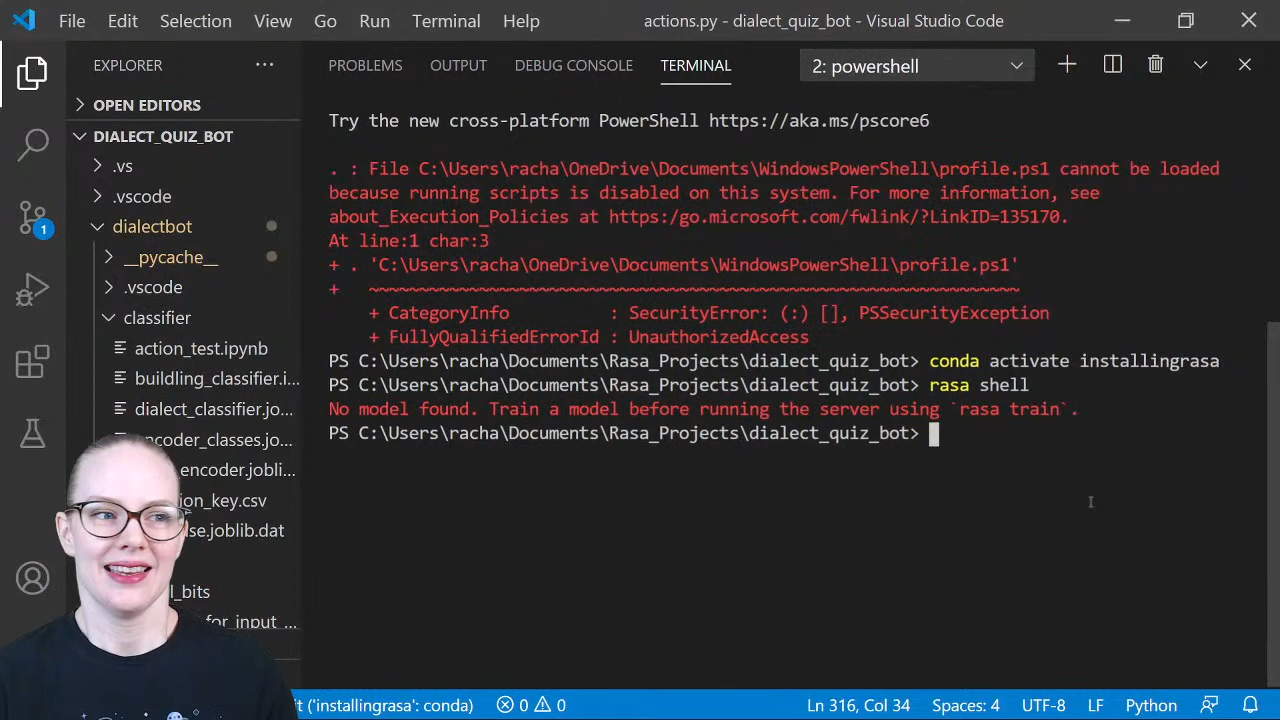 File Edit Selection View Go Run Terminal Help actions.py - dialect_quiz_bot - Visual Studio Code
EXPLORER ...
PROBLEMS OUTPUT DEBUG CONSOLE TERMINAL 2: powershell
OPEN EDITORS
DIALECT_QUIZ_BOT
.vs
.vscode
dialectbot
__pycache__
.vscode
classifier
action_test.ipynb
buildling_classifier.i...
dialect_classifier.jo...
encoder_classes.jo...
encoder.jobli...
ion_key.csv
se.joblib.dat
l_bits
for_input_...
Try the new cross-platform PowerShell https://aka.ms/pscore6
. : File C:\Users\racha\OneDrive\Documents\WindowsPowerShell\profile.ps1 cannot be loaded
because running scripts is disabled on this system. For more information, see
about_Execution_Policies at https:/go.microsoft.com/fwlink/?LinkID=135170.
At line:1 char:3
+ . 'C:\Users\racha\OneDrive\Documents\WindowsPowerShell\profile.ps1'
+ ~~~~~~~~~~~~~~~~~~~~~~~~~~~~~~~~~~~~~~~~~~~~~~~~~~~~~~~~~~~~~~~~~
+ CategoryInfo : SecurityError: (:) [], PSSecurityException
+ FullyQualifiedErrorId : UnauthorizedAccess
PS C:\Users\racha\Documents\Rasa_Projects\dialect_quiz_bot> conda activate installingrasa
PS C:\Users\racha\Documents\Rasa_Projects\dialect_quiz_bot> rasa shell
No model found. Train a model before running the server using `rasa train`.
PS C:\Users\racha\Documents\Rasa_Projects\dialect_quiz_bot>
1
t ('installingrasa': conda) 0 0 Ln 316, Col 34 Spaces: 4 UTF-8 LF Python